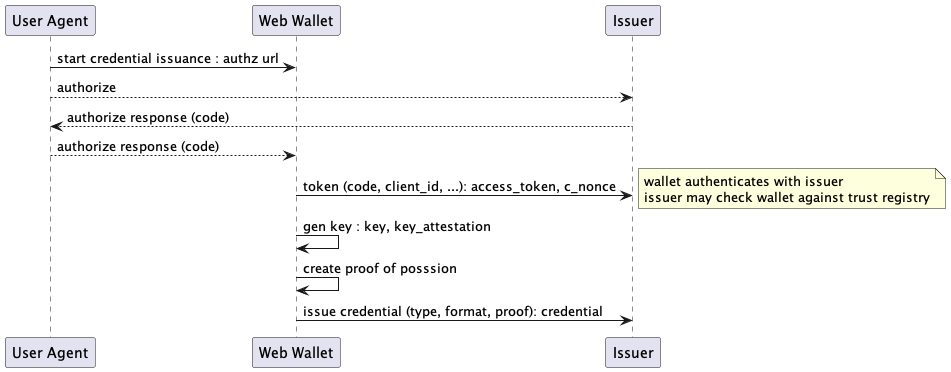 User Agent
Web Wallet
Issuer
start credential issuance : authz url
authorize
authorize response (code)
authorize response (code)
token (code, client_id, ...): access_token, c_nonce
wallet authenticates with issuer
issuer may check wallet against trust registry
gen key : key, key_attestation
create proof of posssion
issue credential (type, format, proof): credential
User Agent
Web Wallet
Issuer